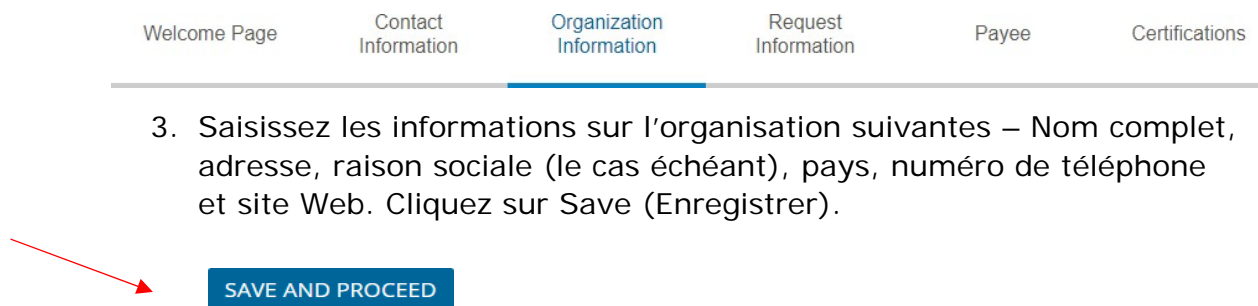 Welcome Page
Contact
Information
Organization
Information
Request
Information
Payee
Certifications
3. Saisissez les informations sur l'organisation suivantes – Nom complet,
adresse, raison sociale (le cas échéant), pays, numéro de téléphone
et site Web. Cliquez sur Save (Enregistrer).
SAVE AND PROCEED